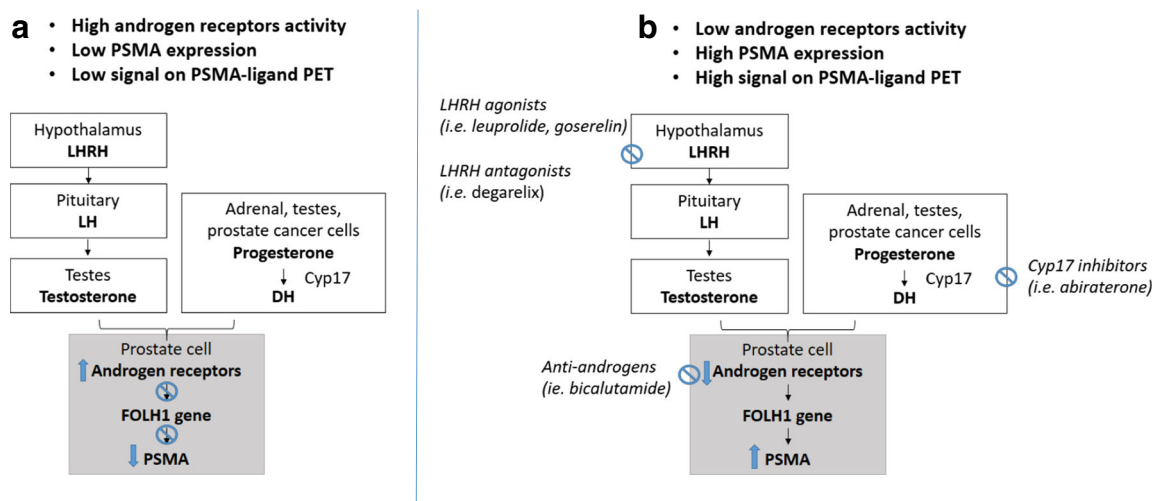 a
• High androgen receptors activity
• Low PSMA expression
• Low signal on PSMA-ligand PET
Hypothalamus
LHRH
Pituitary
LH
Testes
Testosterone
Adrenal, testes,
prostate cancer cells
Progesterone
Cyp17
DH
Prostate cell
Androgen receptors
FOLH1 gene
PSMA
b
• Low androgen receptors activity
• High PSMA expression
• High signal on PSMA-ligand PET
LHRH agonists
(i.e. leuprolide, goserelin)
LHRH antagonists
(i.e. degarelix)
Hypothalamus
LHRH
Pituitary
LH
Testes
Testosterone
Adrenal, testes,
prostate cancer cells
Progesterone
Cyp17
DH
Cyp17 inhibitors
(i.e. abiraterone)
Anti-androgens
(ie. bicalutamide)
Prostate cell
Androgen receptors
FOLH1 gene
PSMA